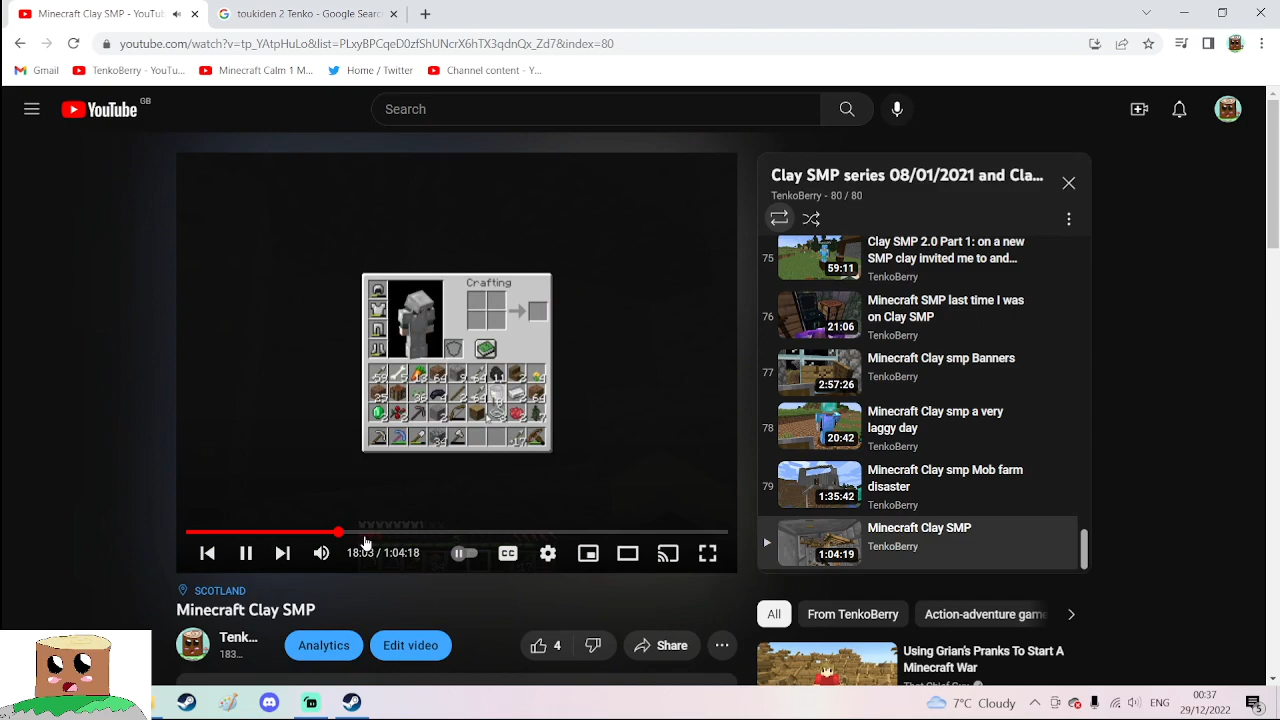 Minecraft Clay SMP - YouTub
toukiden 2 Tenko - Google Searc
youtube.com/watch?v=tp_YAtpHuLo&list=PLxyBPCqeD0zfShUNcrX6HTX3qdnQx_Zd7&index=80
Gmail
TenkoBerry - YouTu...
Minecraft Calm 1 M...
Home / Twitter
Channel content - Y...
YouTube GB
Search
Clay SMP series 08/01/2021 and Cla...
TenkoBerry - 80 / 80
75
Clay SMP 2.0 Part 1: on a new
SMP clay invited me to and...
TenkoBerry
59:11
76
Minecraft SMP last time I was
on Clay SMP
TenkoBerry
21:06
77
Minecraft Clay smp Banners
TenkoBerry
2:57:26
78
Minecraft Clay smp a very
laggy day
TenkoBerry
20:42
79
Minecraft Clay smp Mob farm
disaster
TenkoBerry
1:35:42
Minecraft Clay SMP
TenkoBerry
1:04:19
Crafting
18:03 / 1:04:18
CC
SCOTLAND
Minecraft Clay SMP
Tenk...
183...
Analytics
Edit video
4
Share
All
From TenkoBerry
Action-adventure game
Using Grian's Pranks To Start A
Minecraft War
7°C Cloudy
ENG
00:37
29/12/2022
5